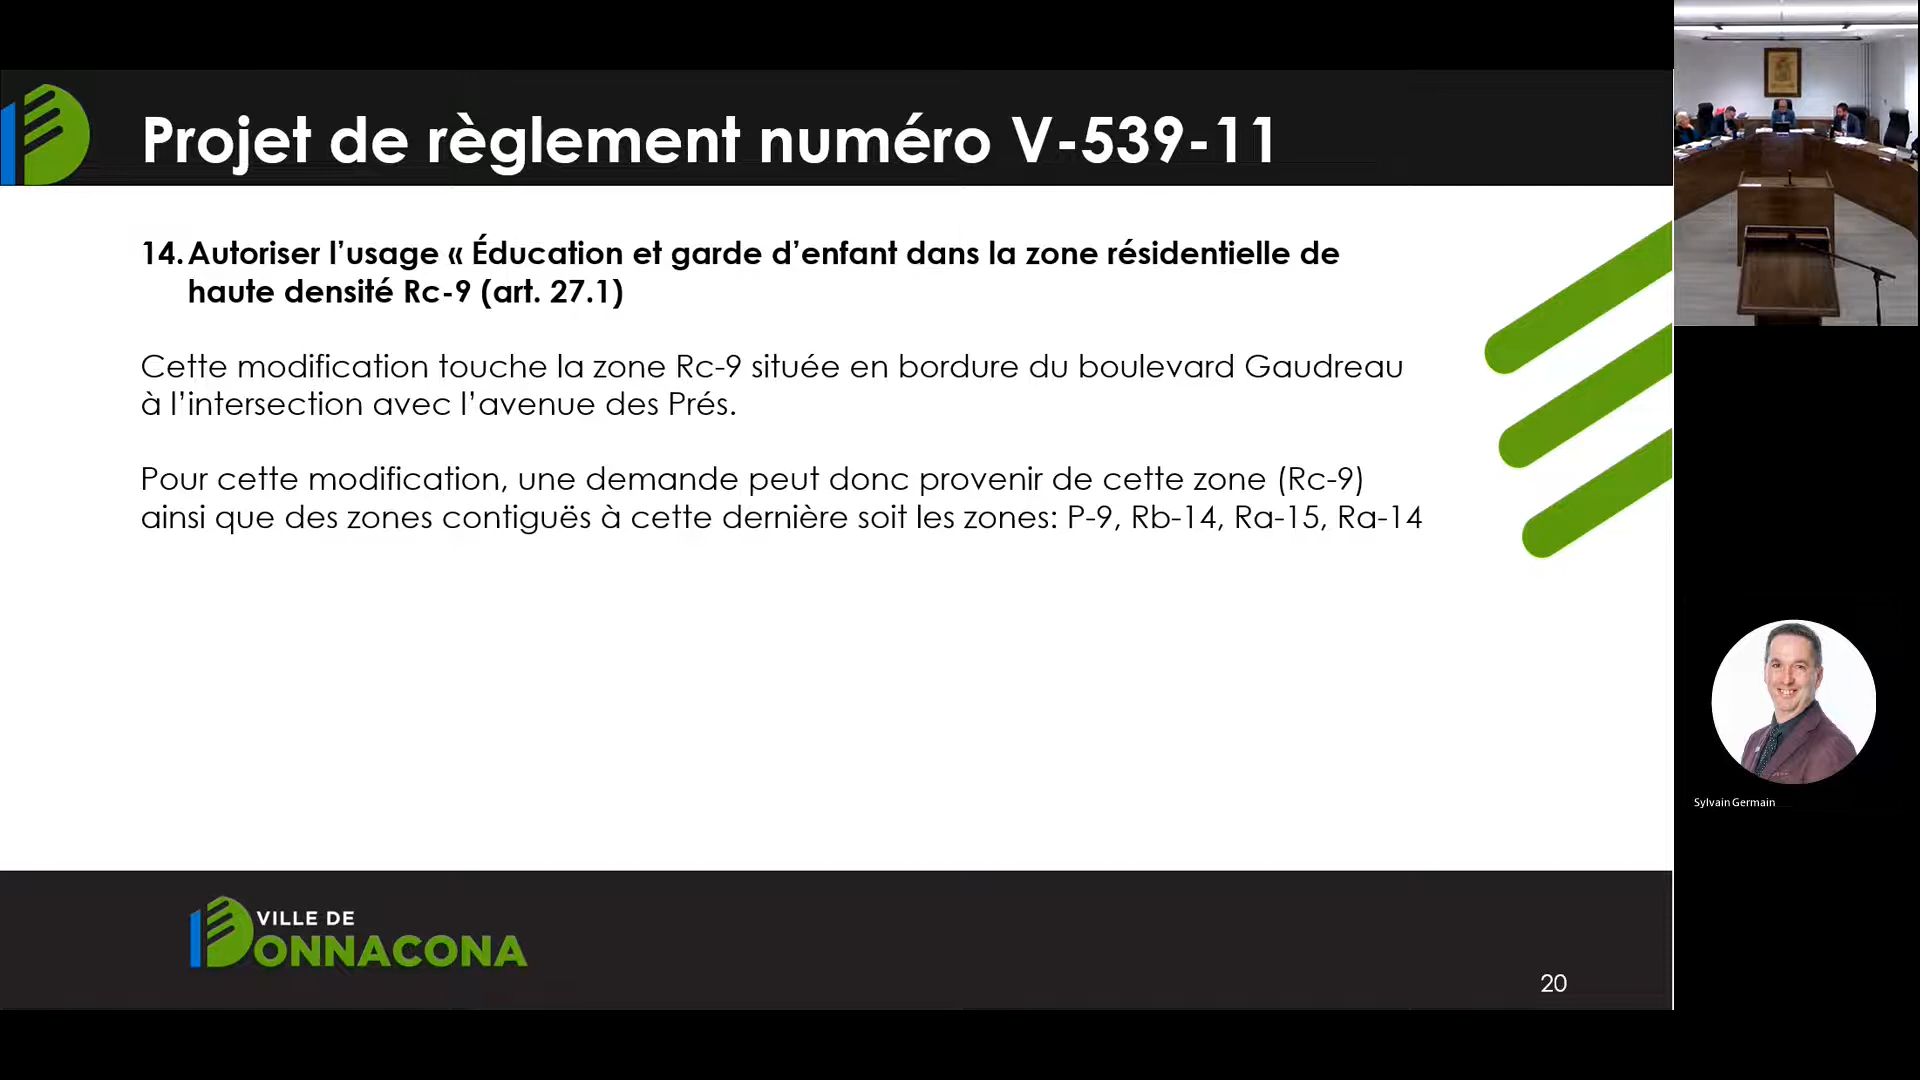 Projet de règlement numéro V-539-11
14. Autoriser l’usage « Éducation et garde d’enfant dans la zone résidentielle de
haute densité Rc-9 (art. 27.1)
Cette modification touche la zone Rc-9 située en bordure du boulevard Gaudreau
à l’intersection avec l’avenue des Prés.
Pour cette modification, une demande peut donc provenir de cette zone (Rc-9)
ainsi que des zones contiguës à cette dernière soit les zones: P-9, Rb-14, Ra-15, Ra-14
Sylvain Germain
VILLE DE
DONNACONA
20